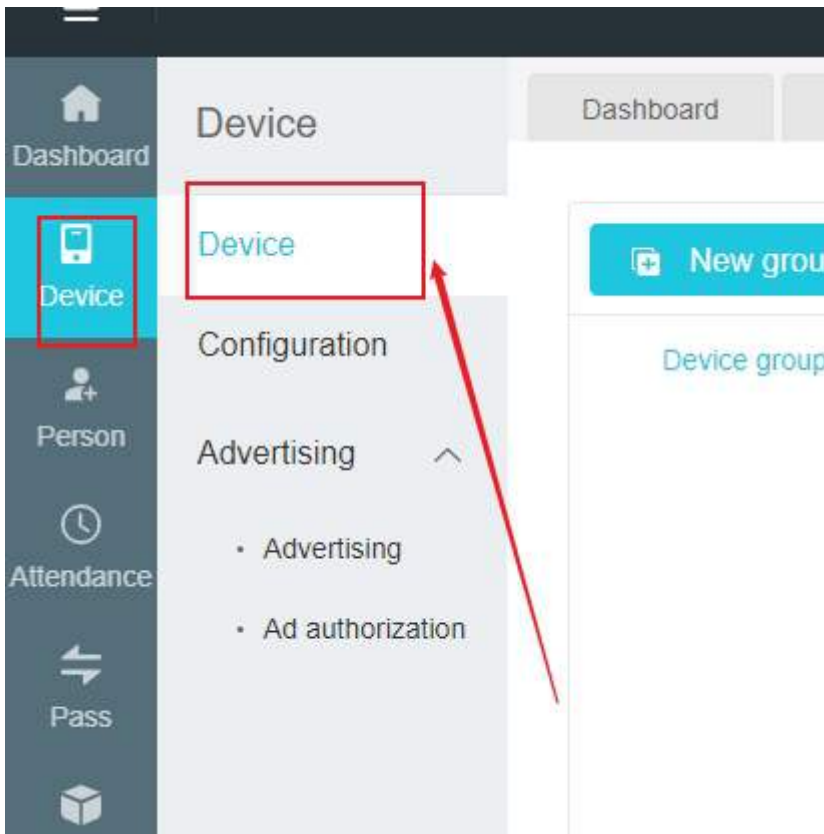 Dashboard
Device
Person
Attendance
Pass
Device
Device
Configuration
Advertising
• Advertising
• Ad authorization
Dashboard
New grou
Device group